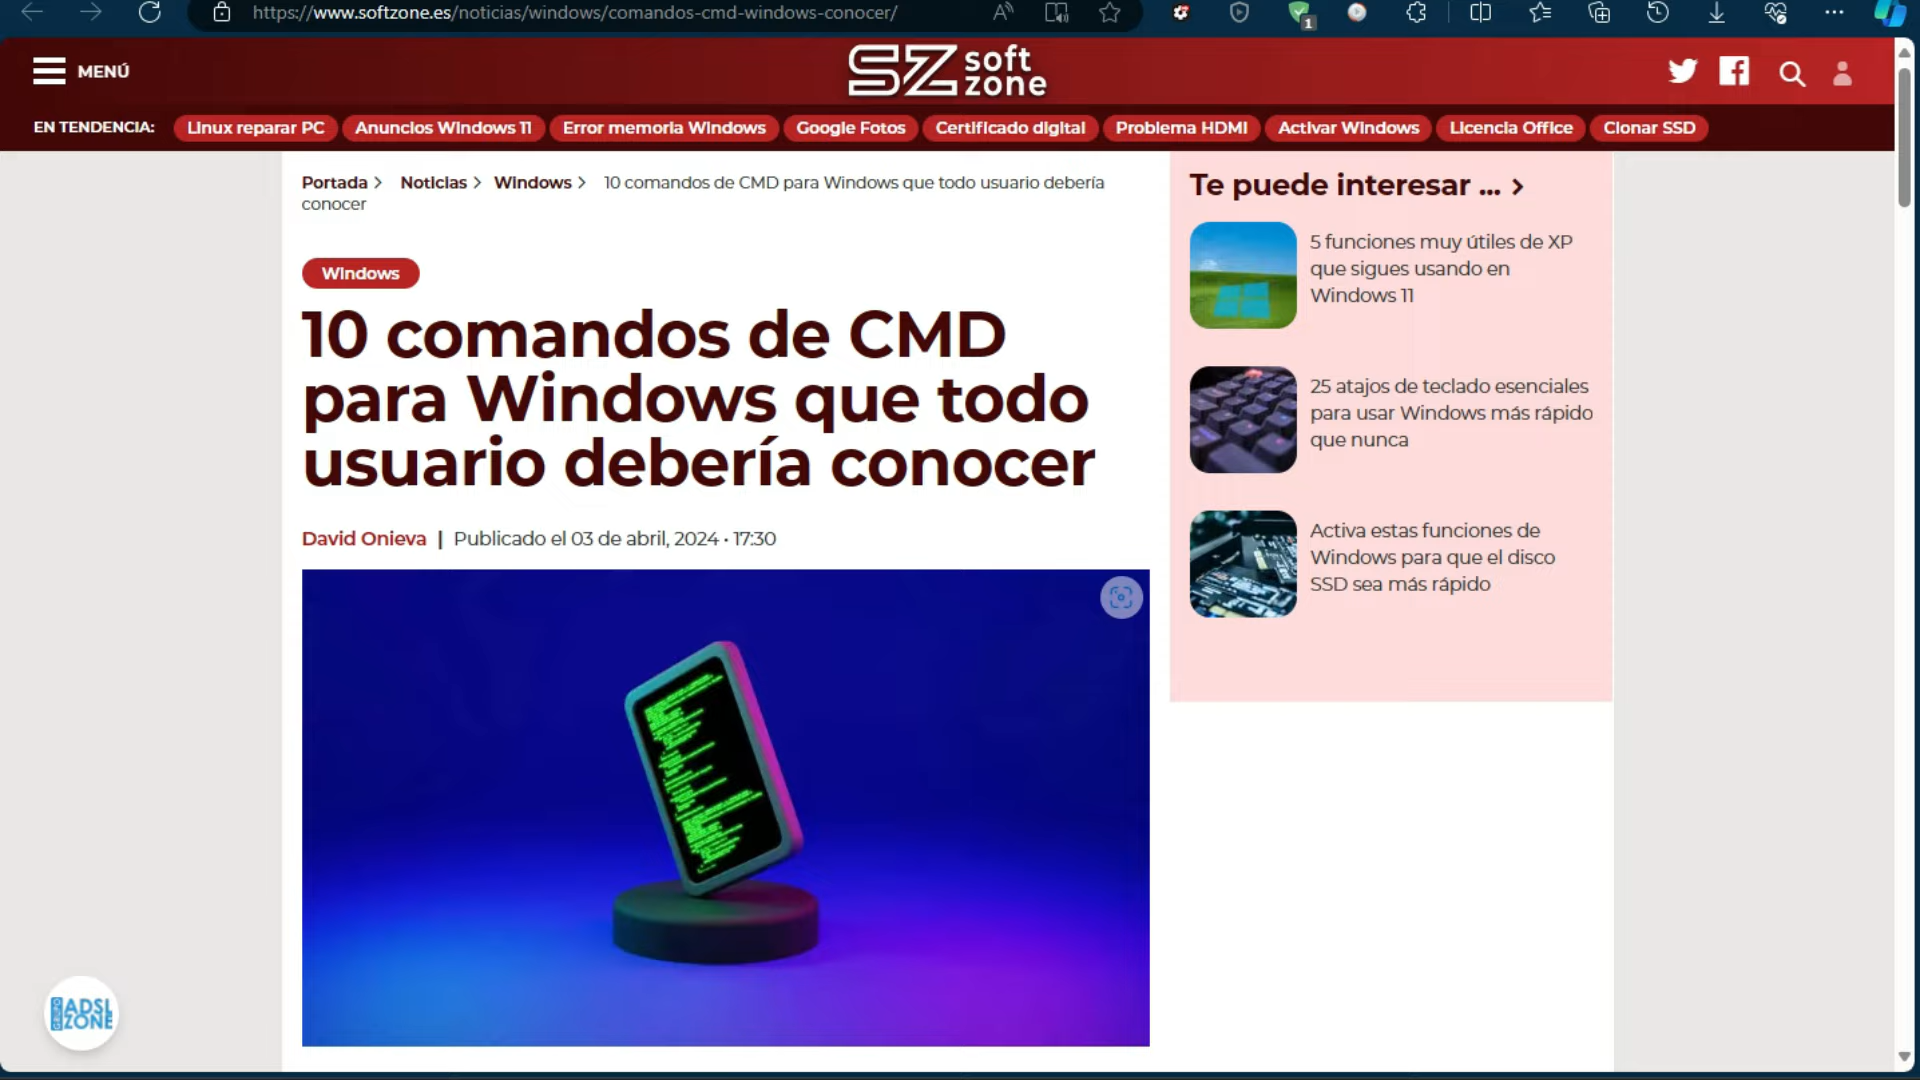 https://www.softzone.es/noticias/windows/comandos-cmd-windows-conocer/
1
MENÚ
SZ soft zone
EN TENDENCIA:
Linux reparar PC
Anuncios Windows 11
Error memoria Windows
Google Fotos
Certificado digital
Problema HDMI
Activar Windows
Licencia Office
Clonar SSD
Portada > Noticias > Windows > 10 comandos de CMD para Windows que todo usuario debería
conocer
Windows
10 comandos de CMD
para Windows que todo
usuario debería conocer
David Onieva | Publicado el 03 de abril, 2024 • 17:30
Te puede interesar ... >
5 funciones muy útiles de XP
que sigues usando en
Windows 11
25 atajos de teclado esenciales
para usar Windows más rápido
que nunca
Activa estas funciones de
Windows para que el disco
SSD sea más rápido
GRUPO
ADSL
ZONE